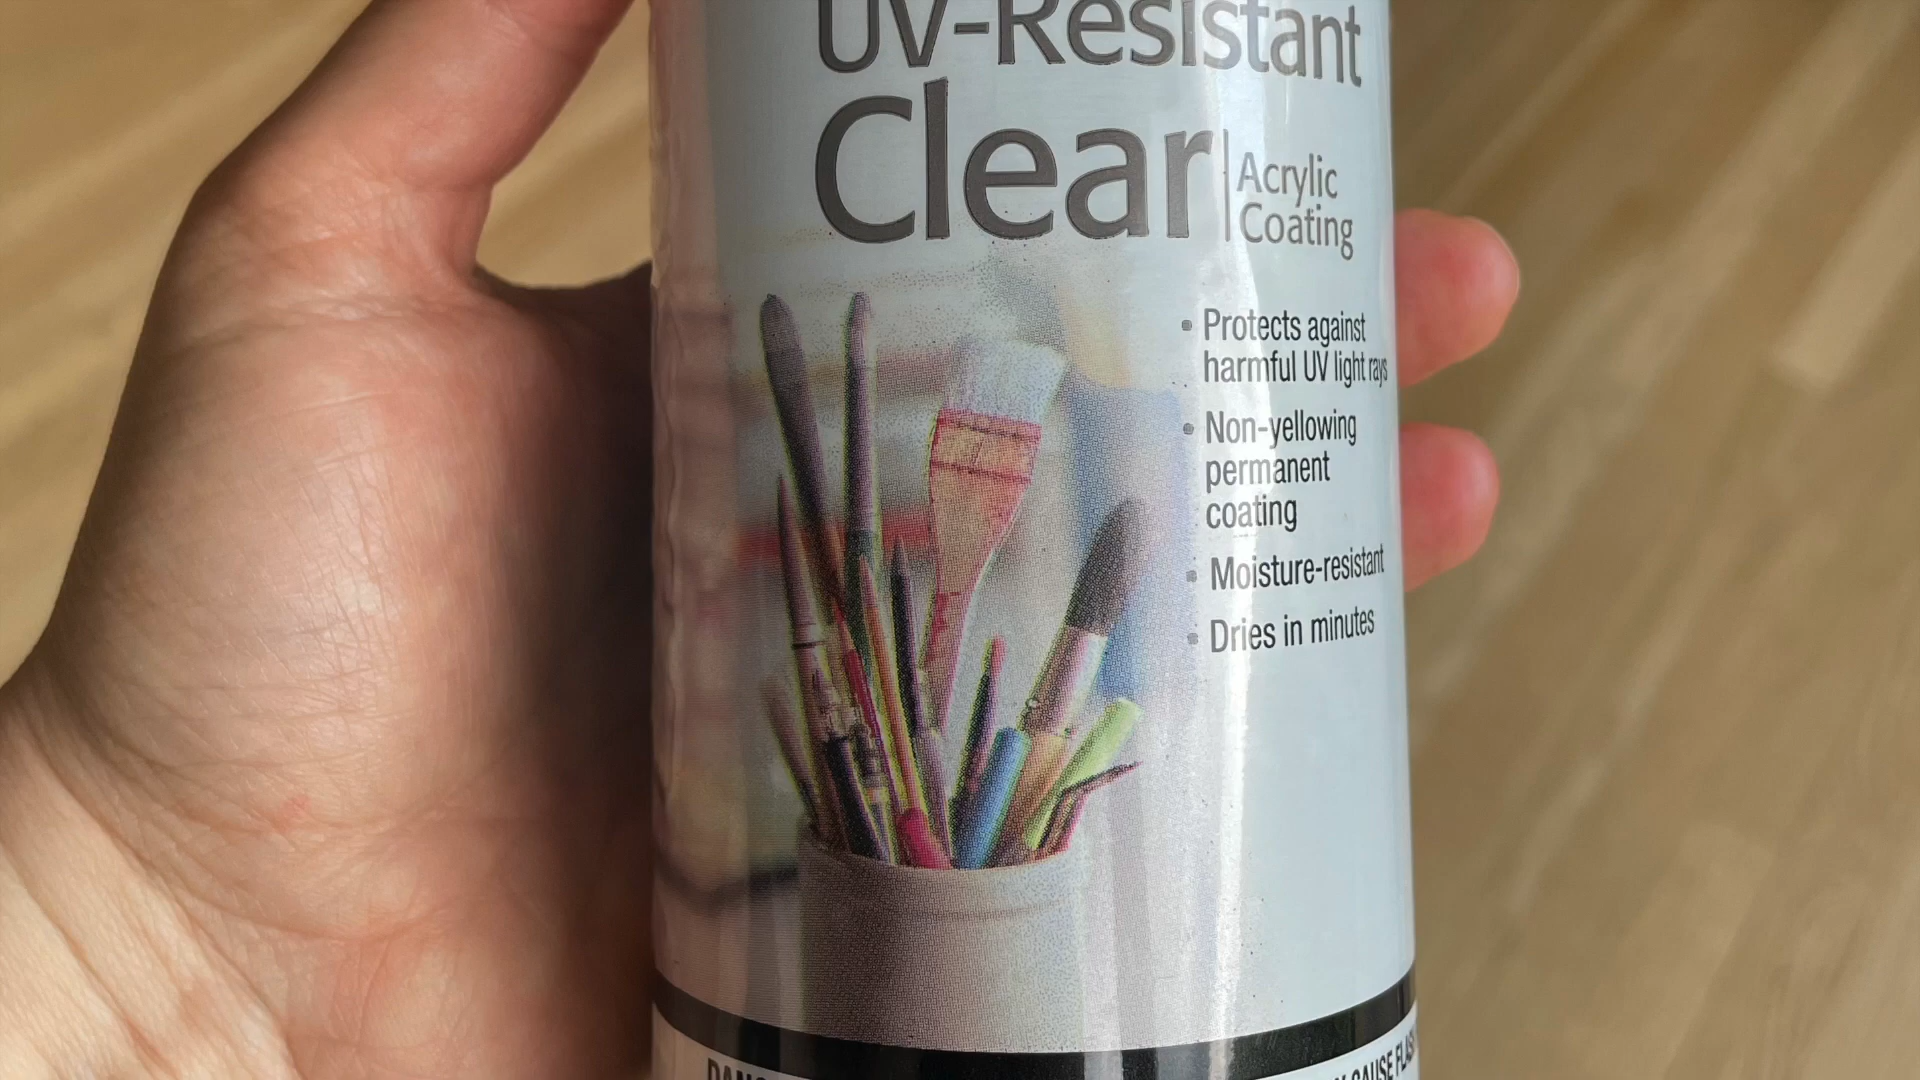 UV-Resistant
Clear
Acrylic
Coating
• Protects against
harmful UV light rays
• Non-yellowing
permanent
coating
• Moisture-resistant
• Dries in minutes
CAUSE